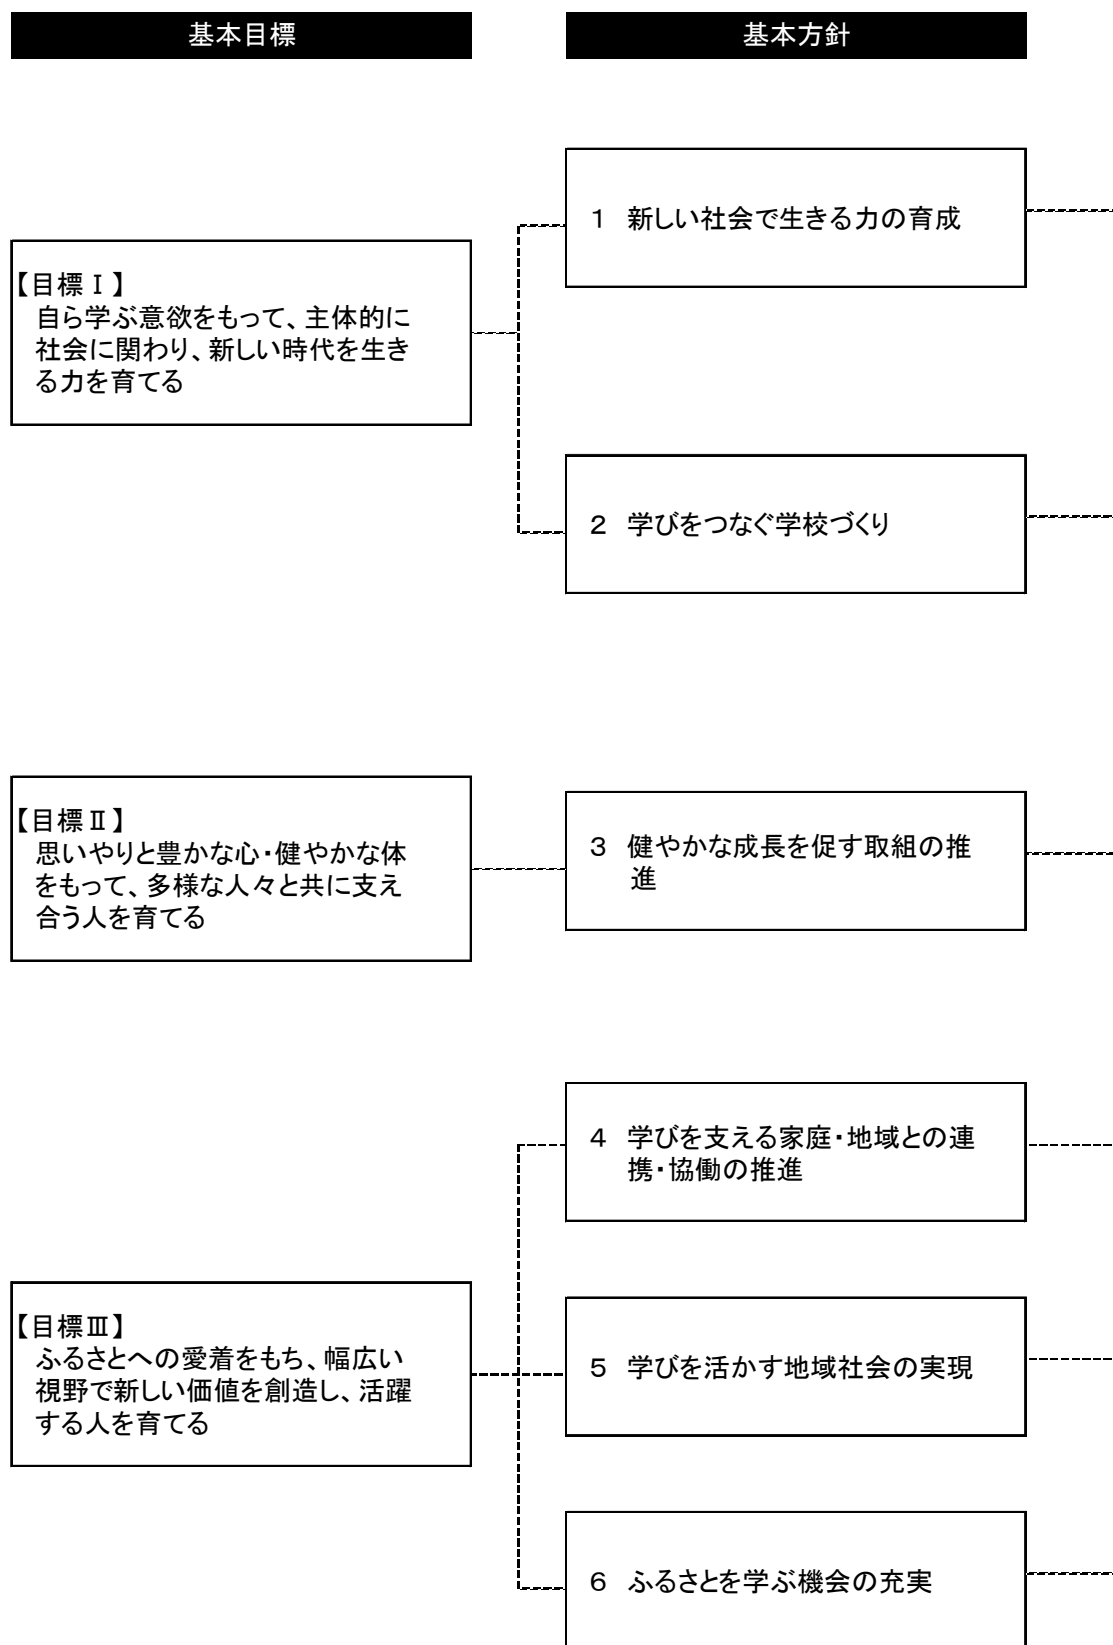 基本目標
基本方針
1 新しい社会で生きる力の育成
【目標Ⅰ】
自ら学ぶ意欲をもって、主体的に
社会に関わり、新しい時代を生き
る力を育てる
2 学びをつなぐ学校づくり
【目標Ⅱ】
思いやりと豊かな心・健やかな体
をもって、多様な人々と共に支え
合う人を育てる
3 健やかな成長を促す取組の推
進
4 学びを支える家庭・地域との連
携・協働の推進
【目標Ⅲ】
ふるさとへの愛着をもち、幅広い
視野で新しい価値を創造し、活躍
する人を育てる
5 学びを活かす地域社会の実現
6 ふるさとを学ぶ機会の充実